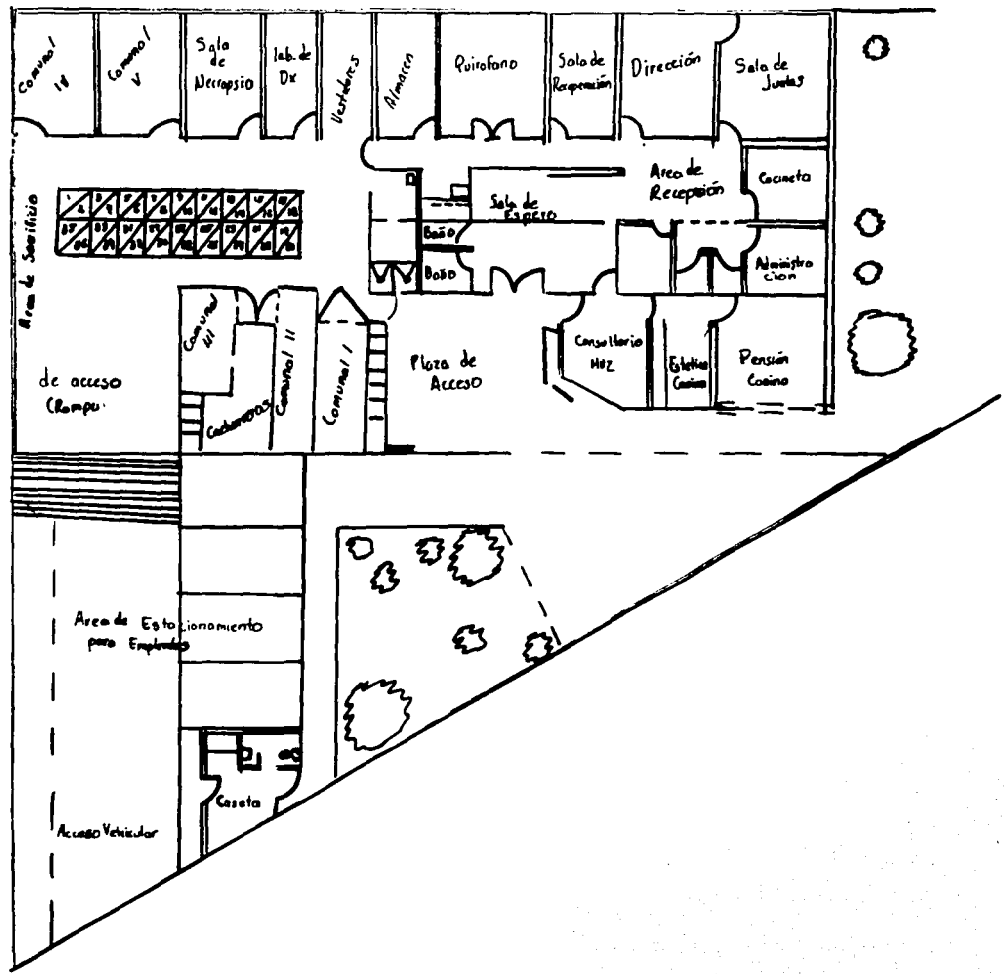 Comunal
IV
Comunal
V
Sala
de
Necropsia
lab. de
Dx
Vestidores
Almacen
Quirofano
Sala de
Recuperación
Dirección
Sala de
Juntas
Area de
Recepción
Cocineta
Sala de
Espera
Baño
Baño
Administra
cion
Area de Sacrificio
Comunal
III
Comunal II
Comunal I
Cachorreras
Plaza de
Acceso
Consultorio
MVZ
Estetica
Canina
Pensión
Canina
de acceso
(Rampa.
Area de Estacionamiento
para Empleados
Caseta
Acceso Vehicular